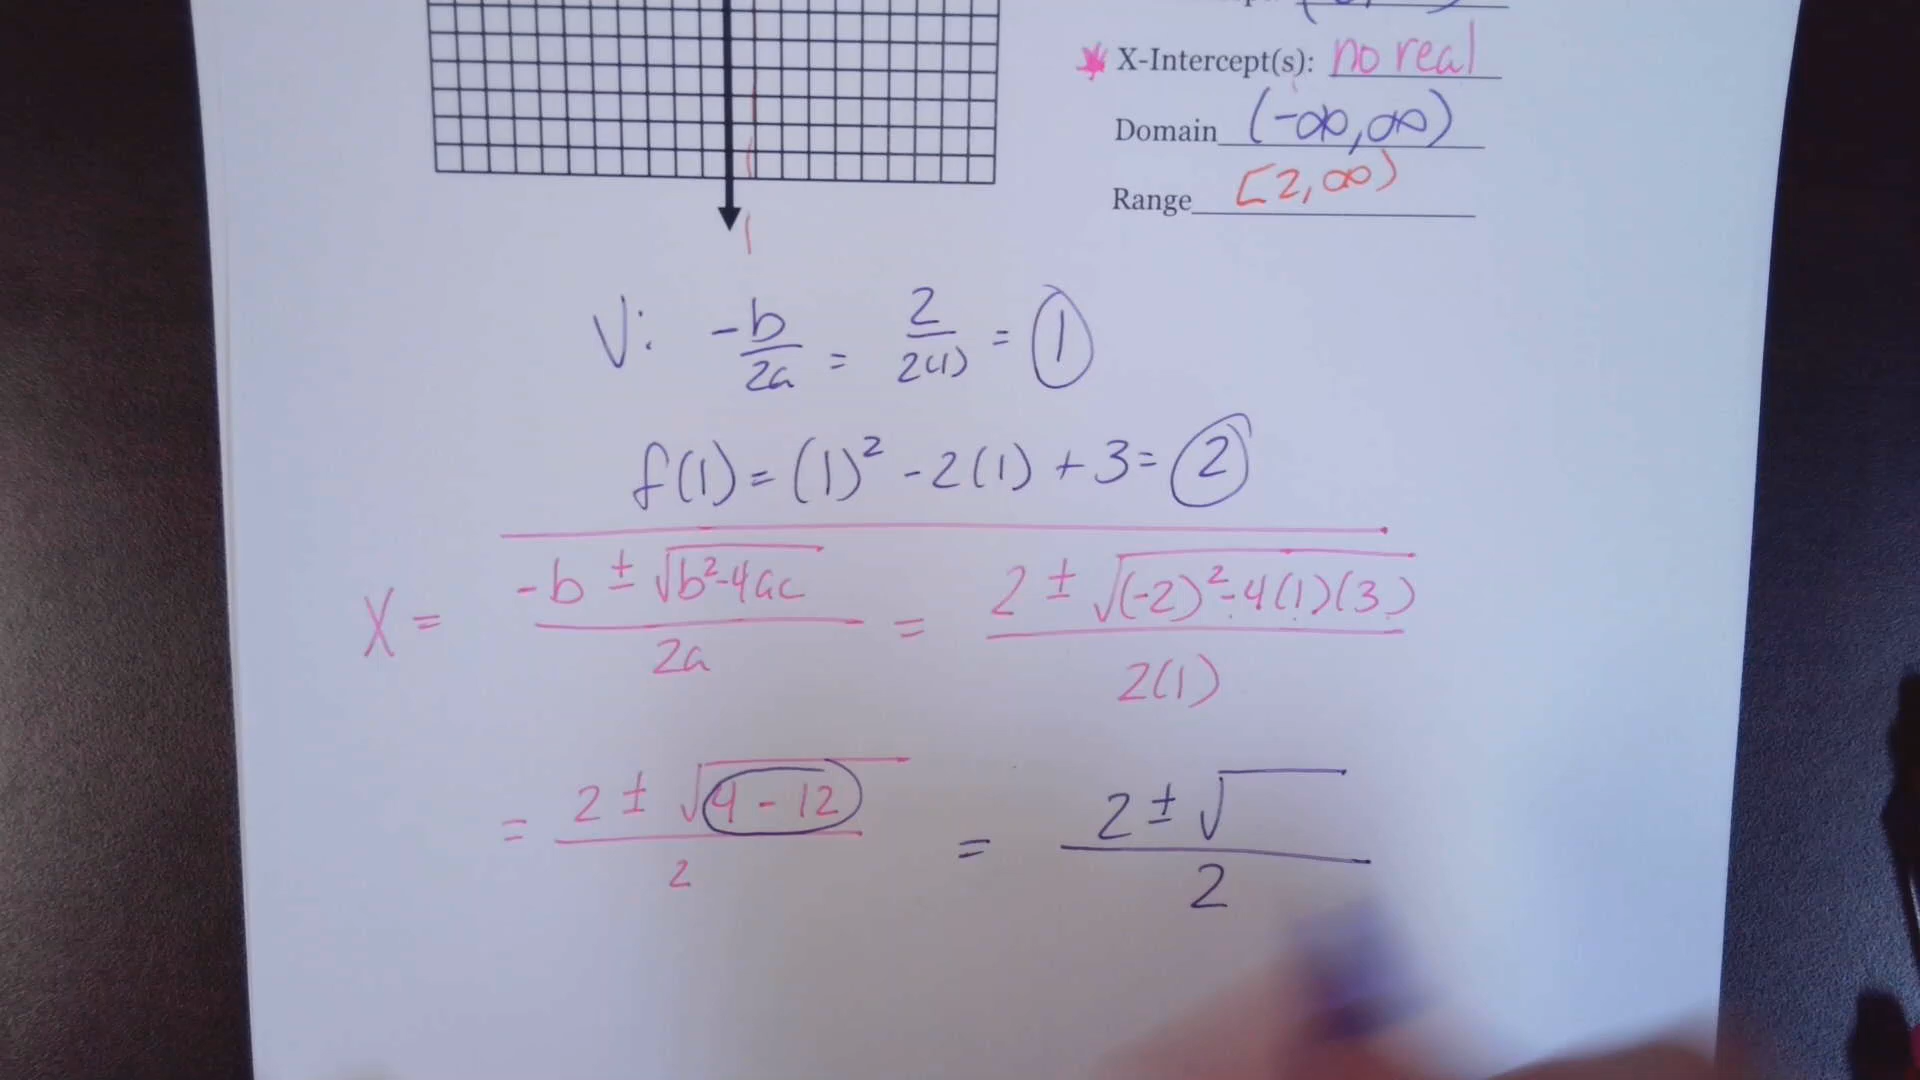 X-Intercept(s): no real
Domain (-∞, ∞)
Range [2, ∞)
V: -b/2a = 2/2(1) = 1
f(1) = (1)² - 2(1) + 3 = 2
X = -b ± √b²-4ac / 2a = 2 ± √(-2)²-4(1)(3) / 2(1)
= 2 ± √4 - 12 / 2 = 2 ± √ / 2